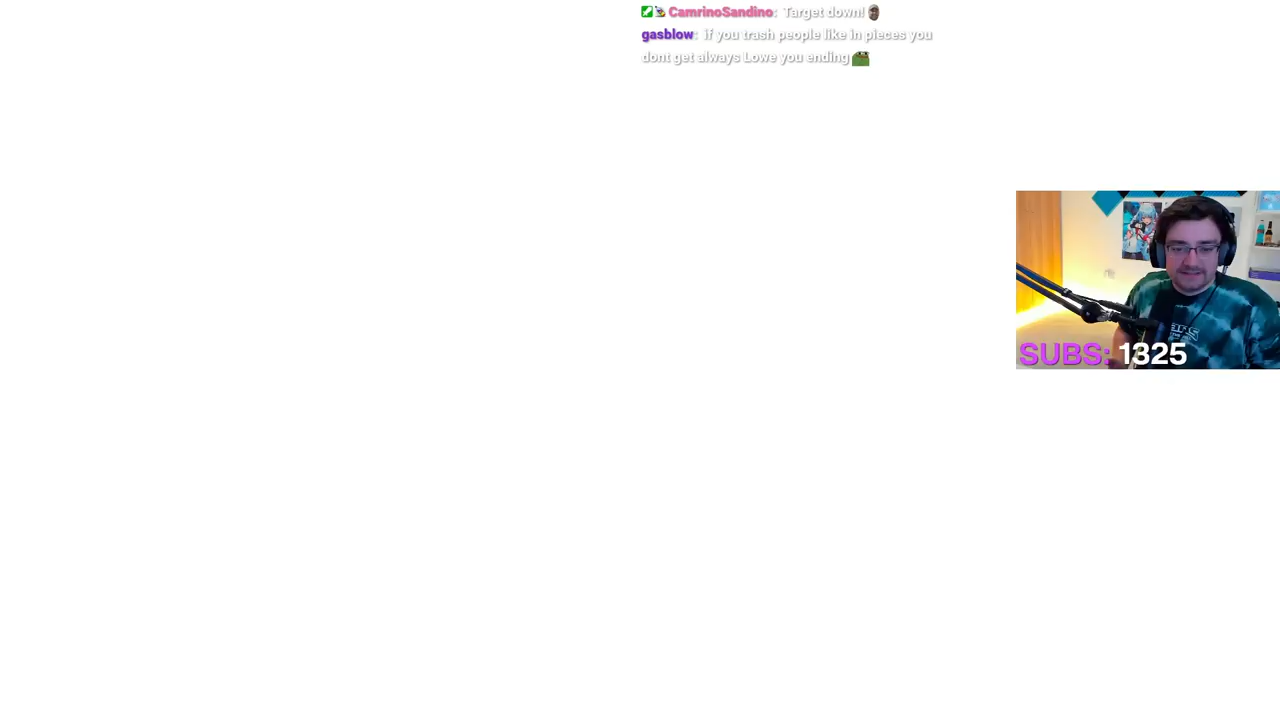 CamrinoSandino: Target down!
gasblow: if you trash people like in pieces you
dont get always Lowe you ending
SUBS: 1325